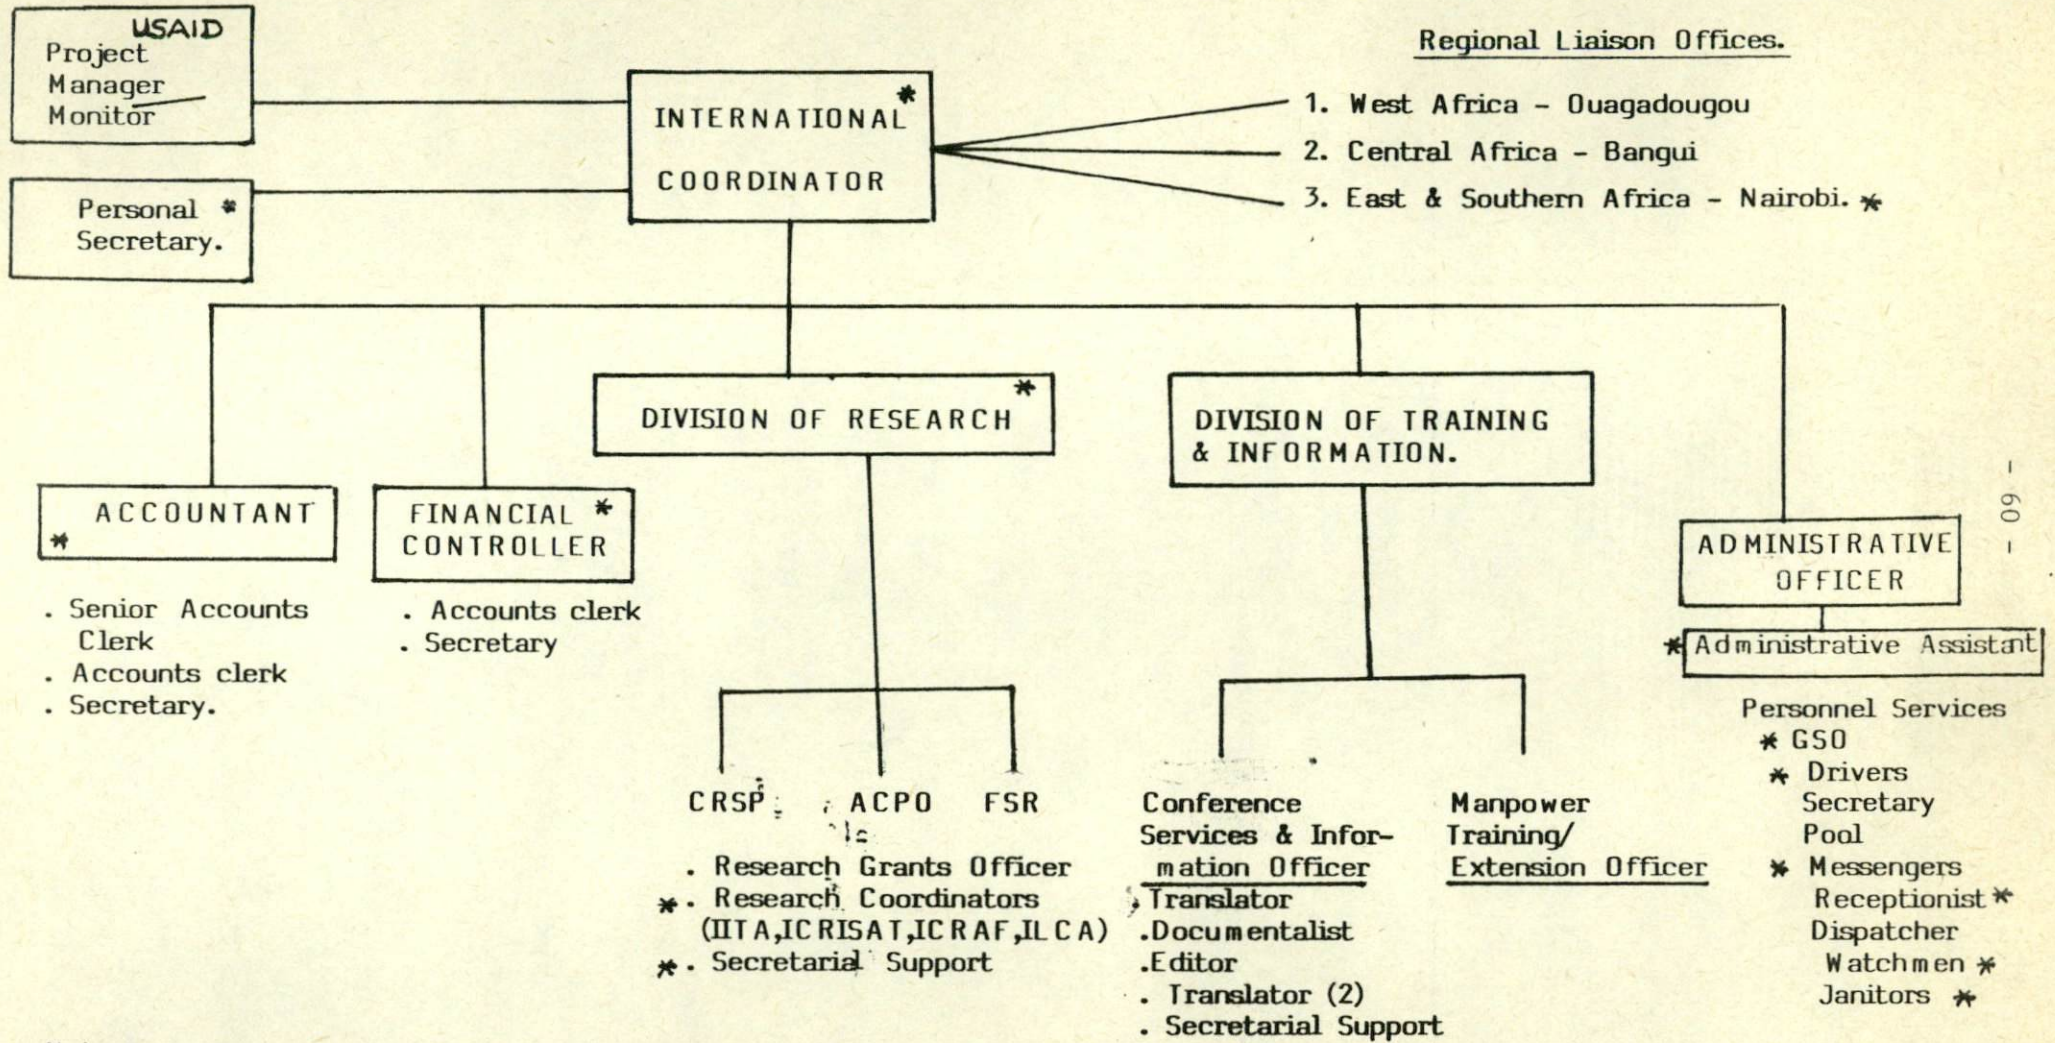 USAID
Project
Manager
Monitor
Personal *
Secretary.
INTERNATIONAL *
COORDINATOR
Regional Liaison Offices.
1. West Africa - Ouagadougou
2. Central Africa - Bangui
3. East & Southern Africa - Nairobi. *
ACCOUNTANT
*
. Senior Accounts
Clerk
. Accounts clerk
. Secretary.
FINANCIAL *
CONTROLLER
. Accounts clerk
. Secretary
DIVISION OF RESEARCH *
CRSP. ACPO FSR
. Research Grants Officer
* . Research Coordinators
(IITA,ICRISAT,ICRAF,ILCA)
* . Secretarial Support
DIVISION OF TRAINING
& INFORMATION.
Conference
Services & Infor-
mation Officer
. Translator
.Documentalist
.Editor
. Translator (2)
. Secretarial Support
Manpower
Training/
Extension Officer
ADMINISTRATIVE
OFFICER
* Administrative Assistant
Personnel Services
* GSO
* Drivers
Secretary
Pool
* Messengers
Receptionist *
Dispatcher
Watchmen *
Janitors *
- 60 -